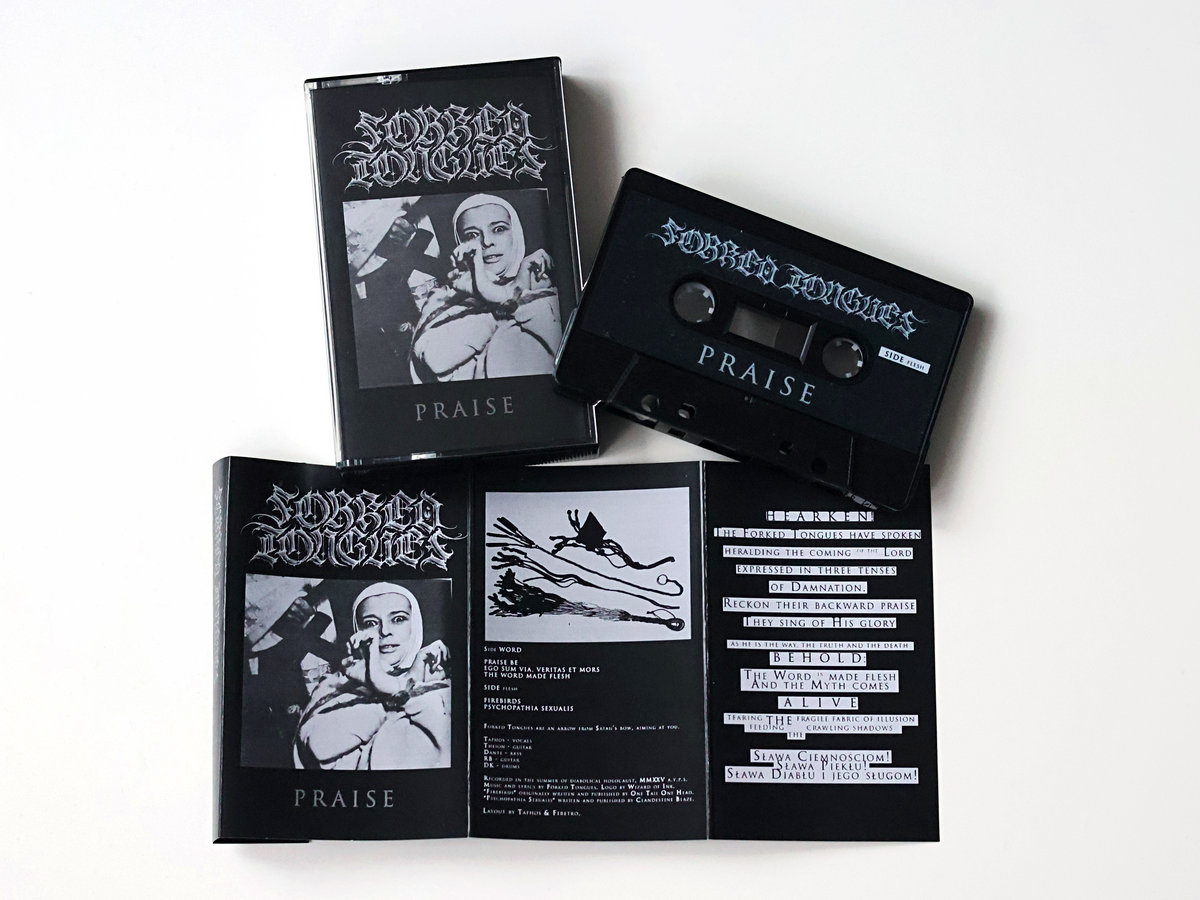 FORKED
TONGUES
PRAISE
FORKED TONGUES
SIDE FLESH
PRAISE
FORKED
TONGUES
PRAISE
SIDE WORD
PRAISE BE
EGO SUM VIA, VERITAS ET MORS
THE WORD MADE FLESH
SIDE FLESH
FIREBIRDS
PSYCHOPATHIA SEXUALIS
FORKED TONGUES ARE AN ARROW FROM SATAN'S BOW, AIMING AT YOU.
TAPHOS - VOCALS
THELOH - GUITAR
DANTE - BASS
RB - GUITAR
DK - DRUMS
RECORDED IN THE SUMMER OF DIABOLICAL HOLOCAUST, MMXXV A.Y.P.S.
MUSIC AND LYRICS BY FORKED TONGUES. LOGO BY WIZARD OF INK.
"FIREBIRDS" ORIGINALLY WRITTEN AND PUBLISHED BY ONE TAIL ONE HEAD.
"PSYCHOPATHIA SEXUALIS" WRITTEN AND PUBLISHED BY CLANDESTINE BLAZE.
LAYOUT BY TAPHOS & FERETRO.
HEARKEN!
THE FORKED TONGUES HAVE SPOKEN
HERALDING THE COMING OF THE LORD
EXPRESSED IN THREE TENSES
OF DAMNATION.
RECKON THEIR BACKWARD PRAISE
THEY SING OF HIS GLORY
AS HE IS THE WAY, THE TRUTH AND THE DEATH
BEHOLD:
THE WORD IS MADE FLESH
AND THE MYTH COMES
ALIVE
TEARING THE FRAGILE FABRIC OF ILLUSION
FEEDING THE CRAWLING SHADOWS
SŁAWA CIEMNOŚCIOM!
SŁAWA PIEKŁU!
SŁAWA DIABŁU I JEGO SŁUGOM!